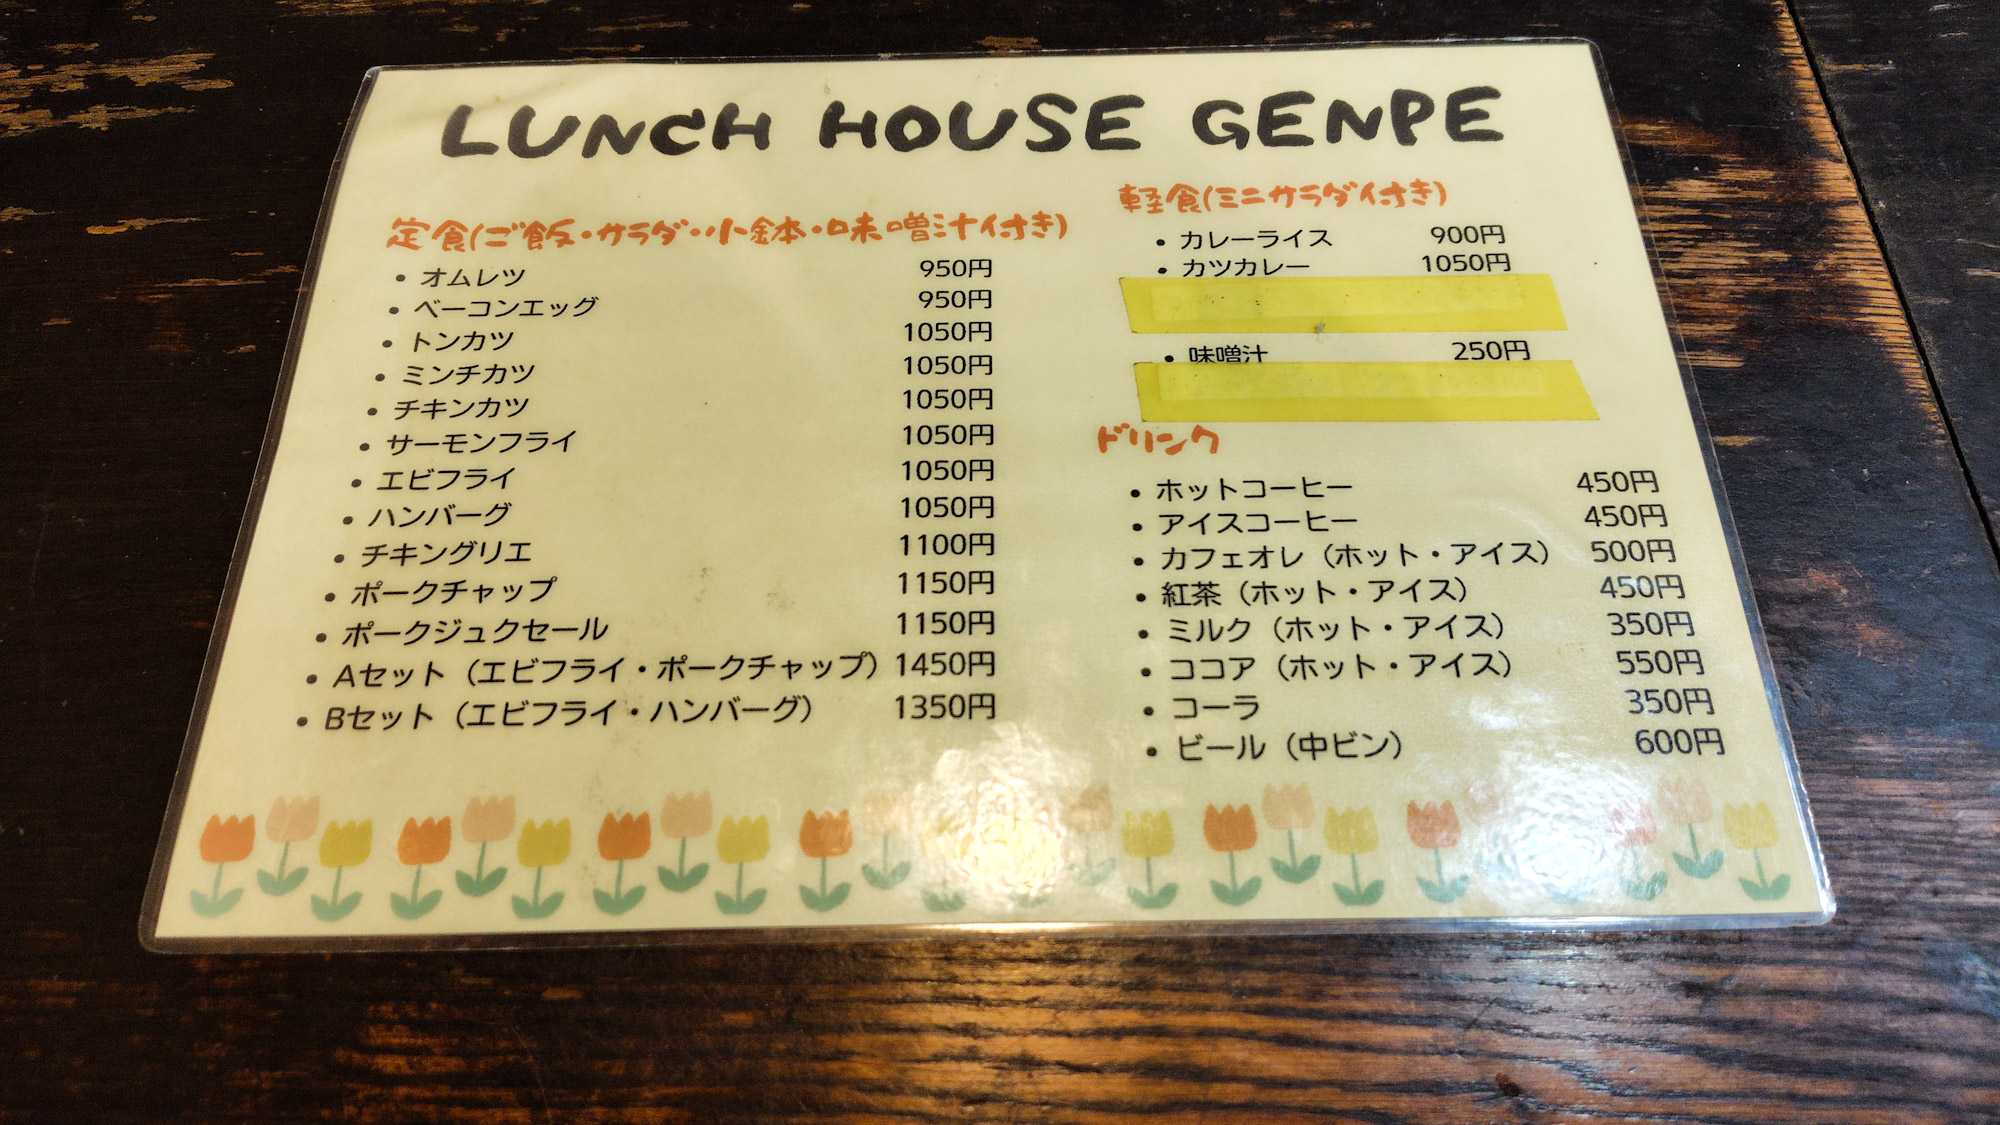 LUNCH HOUSE GENPE
定食(ご飯・サラダ・小鉢・味噌汁付き)
• オムレツ 950円
• ベーコンエッグ 950円
• トンカツ 1050円
• ミンチカツ 1050円
• チキンカツ 1050円
• サーモンフライ 1050円
• エビフライ 1050円
• ハンバーグ 1050円
• チキングリエ 1100円
• ポークチャップ 1150円
• ポークジュクセール 1150円
• Aセット（エビフライ・ポークチャップ）1450円
• Bセット（エビフライ・ハンバーグ） 1350円
軽食(ミニサラダ付き)
• カレーライス 900円
• カツカレー 1050円
• 味噌汁 250円
ドリンク
• ホットコーヒー 450円
• アイスコーヒー 450円
• カフェオレ（ホット・アイス） 500円
• 紅茶（ホット・アイス） 450円
• ミルク（ホット・アイス） 350円
• ココア（ホット・アイス） 550円
• コーラ 350円
• ビール（中ビン） 600円